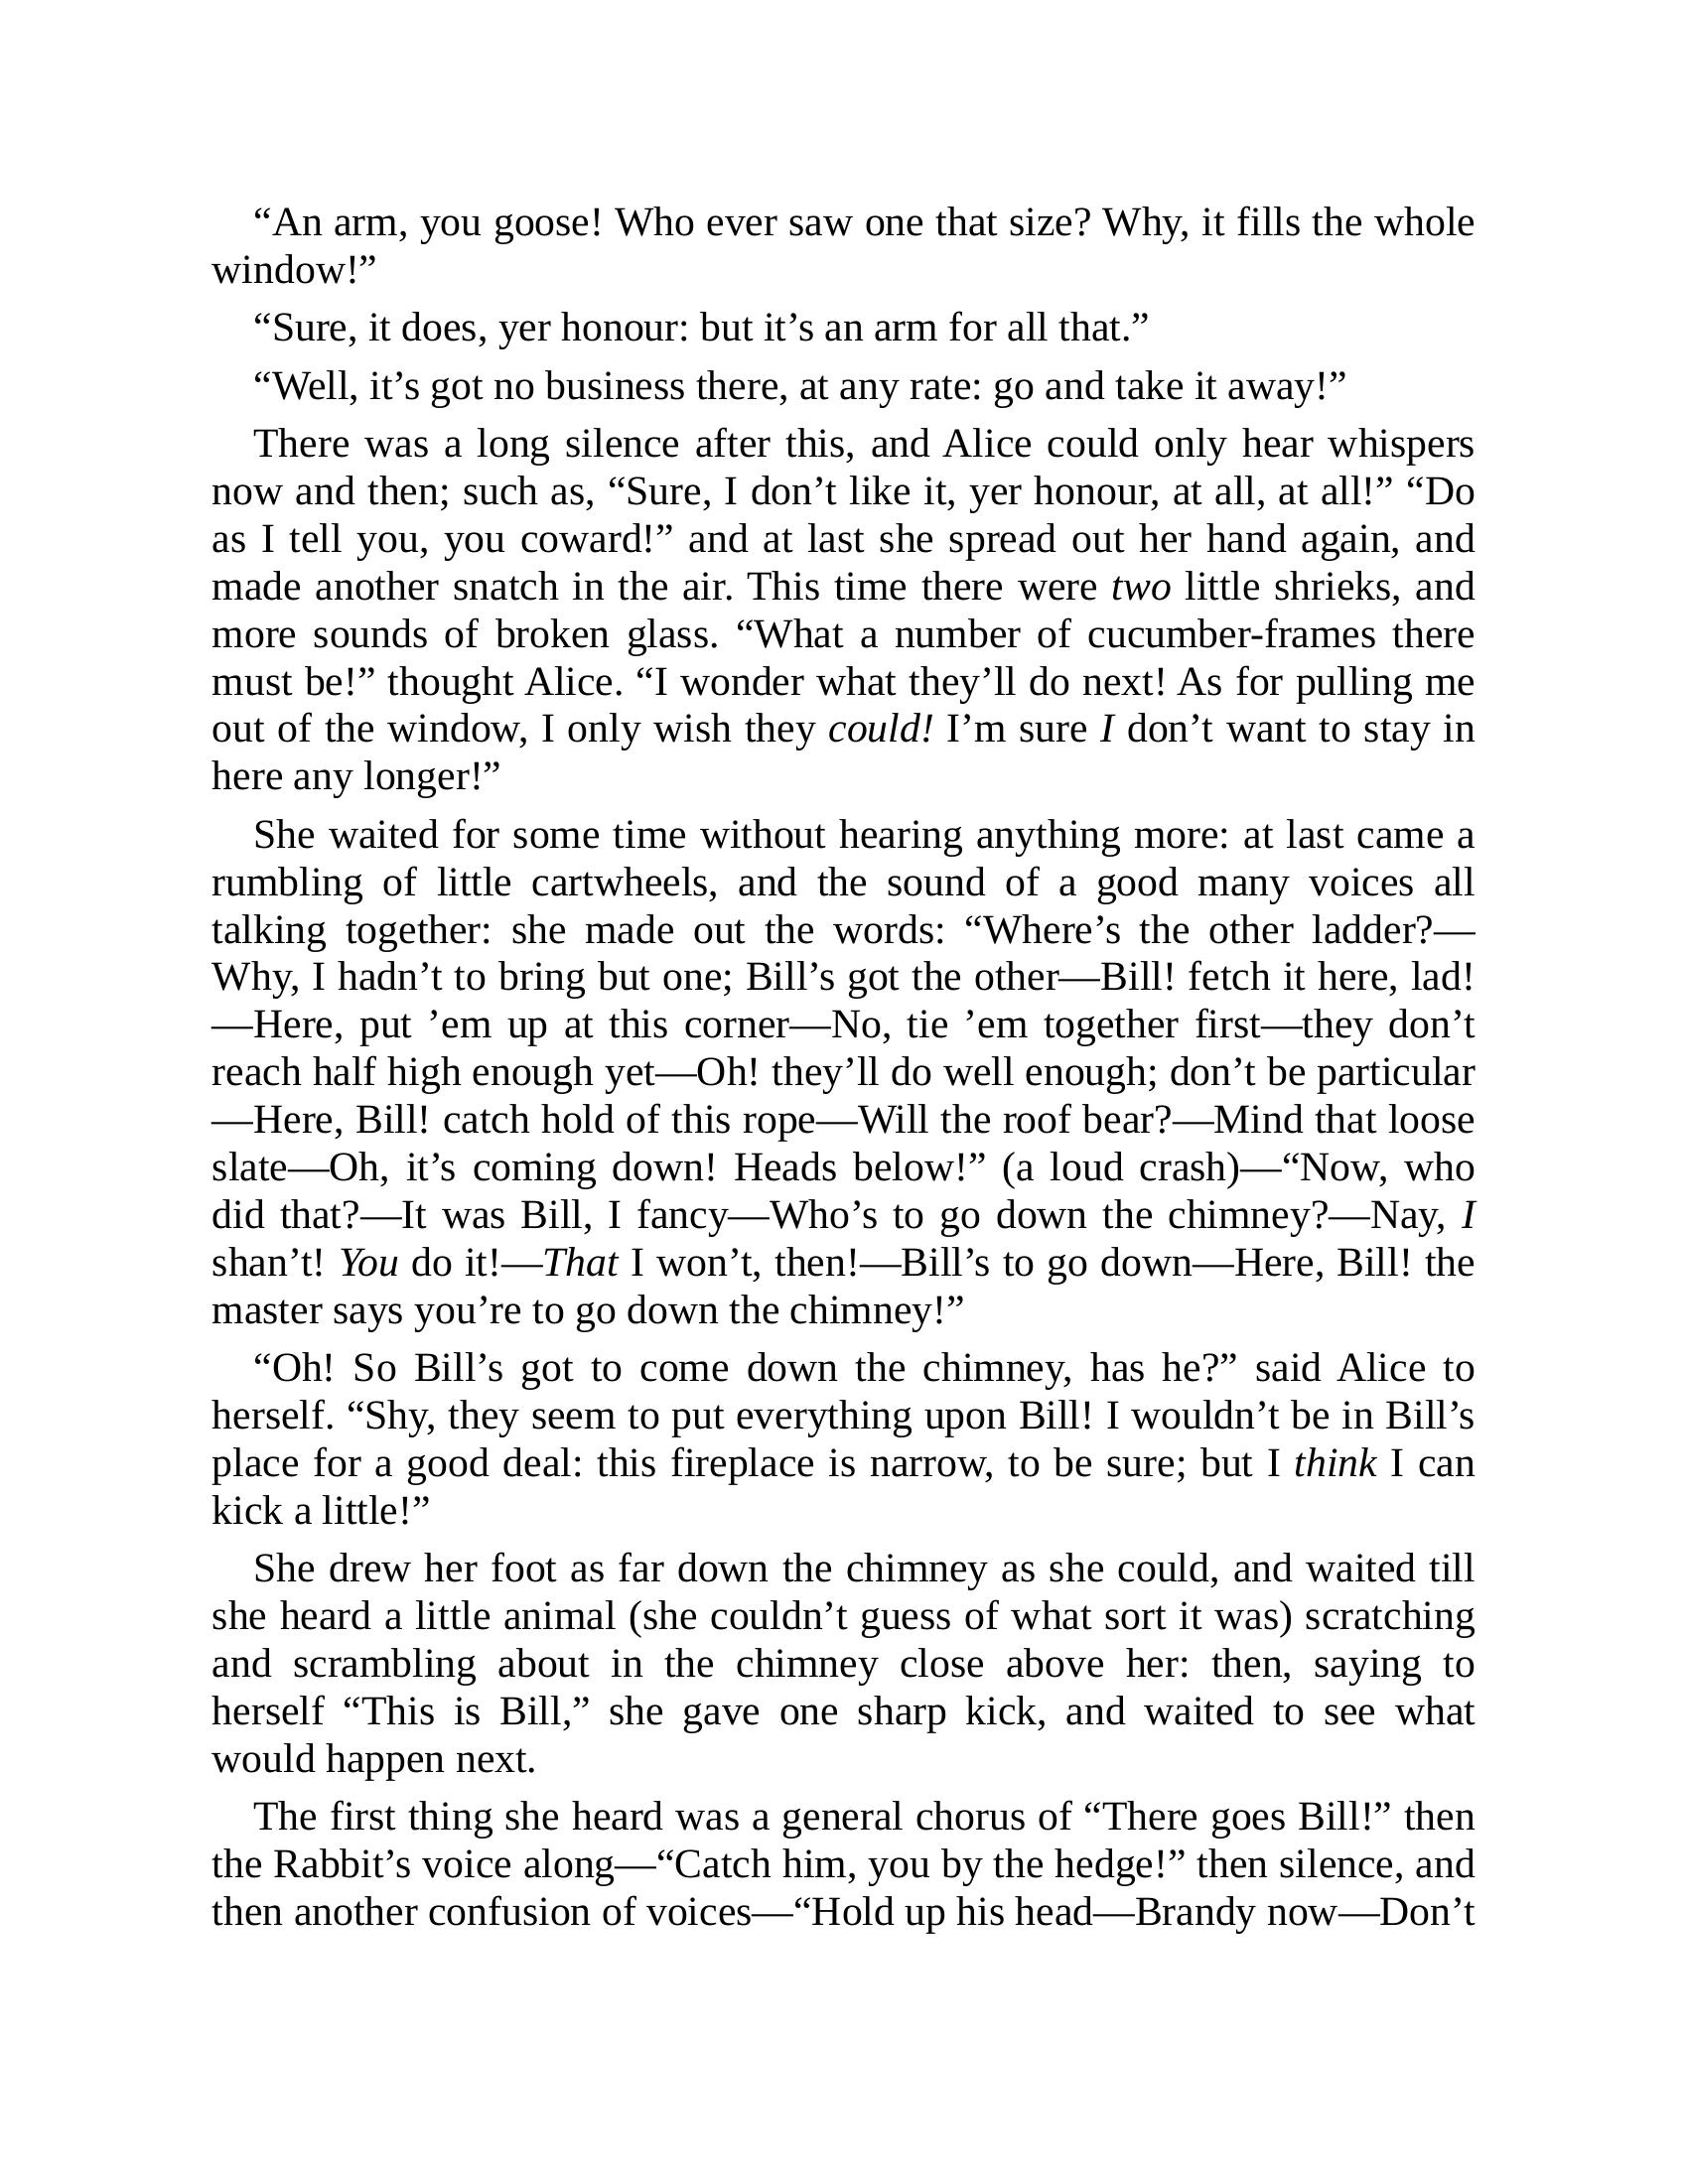 “An arm, you goose! Who ever saw one that size? Why, it fills the whole
window!”
“Sure, it does, yer honour: but it’s an arm for all that.”
“Well, it’s got no business there, at any rate: go and take it away!”
There was a long silence after this, and Alice could only hear whispers
now and then; such as, “Sure, I don’t like it, yer honour, at all, at all!” “Do
as I tell you, you coward!” and at last she spread out her hand again, and
made another snatch in the air. This time there were two little shrieks, and
more sounds of broken glass. “What a number of cucumber-frames there
must be!” thought Alice. “I wonder what they’ll do next! As for pulling me
out of the window, I only wish they could! I’m sure I don’t want to stay in
here any longer!”
She waited for some time without hearing anything more: at last came a
rumbling of little cartwheels, and the sound of a good many voices all
talking together: she made out the words: “Where’s the other ladder?—
Why, I hadn’t to bring but one; Bill’s got the other—Bill! fetch it here, lad!
—Here, put ’em up at this corner—No, tie ’em together first—they don’t
reach half high enough yet—Oh! they’ll do well enough; don’t be particular
—Here, Bill! catch hold of this rope—Will the roof bear?—Mind that loose
slate—Oh, it’s coming down! Heads below!” (a loud crash)—“Now, who
did that?—It was Bill, I fancy—Who’s to go down the chimney?—Nay, I
shan’t! You do it!—That I won’t, then!—Bill’s to go down—Here, Bill! the
master says you’re to go down the chimney!”
“Oh! So Bill’s got to come down the chimney, has he?” said Alice to
herself. “Shy, they seem to put everything upon Bill! I wouldn’t be in Bill’s
place for a good deal: this fireplace is narrow, to be sure; but I think I can
kick a little!”
She drew her foot as far down the chimney as she could, and waited till
she heard a little animal (she couldn’t guess of what sort it was) scratching
and scrambling about in the chimney close above her: then, saying to
herself “This is Bill,” she gave one sharp kick, and waited to see what
would happen next.
The first thing she heard was a general chorus of “There goes Bill!” then
the Rabbit’s voice along—“Catch him, you by the hedge!” then silence, and
then another confusion of voices—“Hold up his head—Brandy now—Don’t